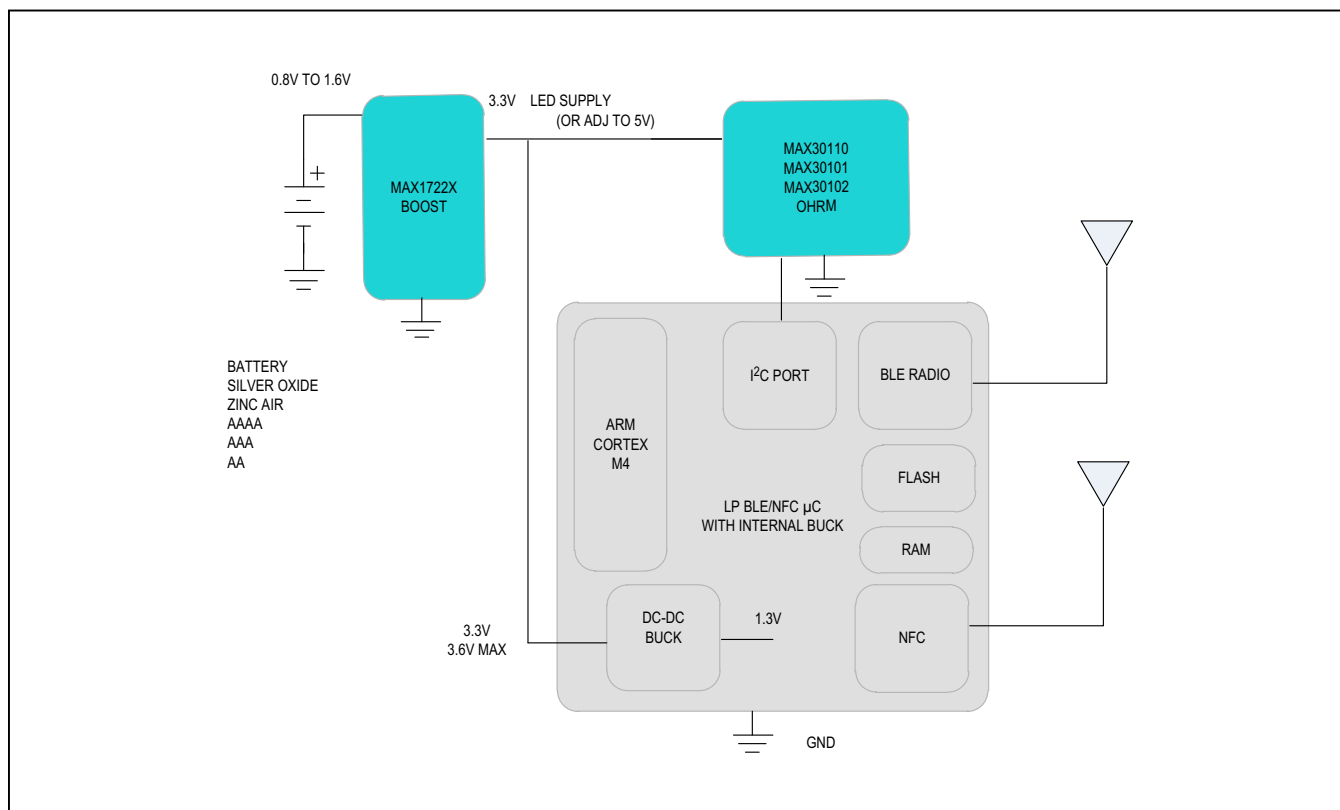 0.8V TO 1.6V
3.3V LED SUPPLY
(OR ADJ TO 5V)
+
MAX1722X
BOOST
MAX30110
MAX30101
MAX30102
OHRM
BATTERY
SILVER OXIDE
ZINC AIR
AAAA
AAA
AA
ARM
CORTEX
M4
I²C PORT
BLE RADIO
FLASH
LP BLE/NFC µC
WITH INTERNAL BUCK
RAM
3.3V
3.6V MAX
DC-DC
BUCK
1.3V
NFC
GND